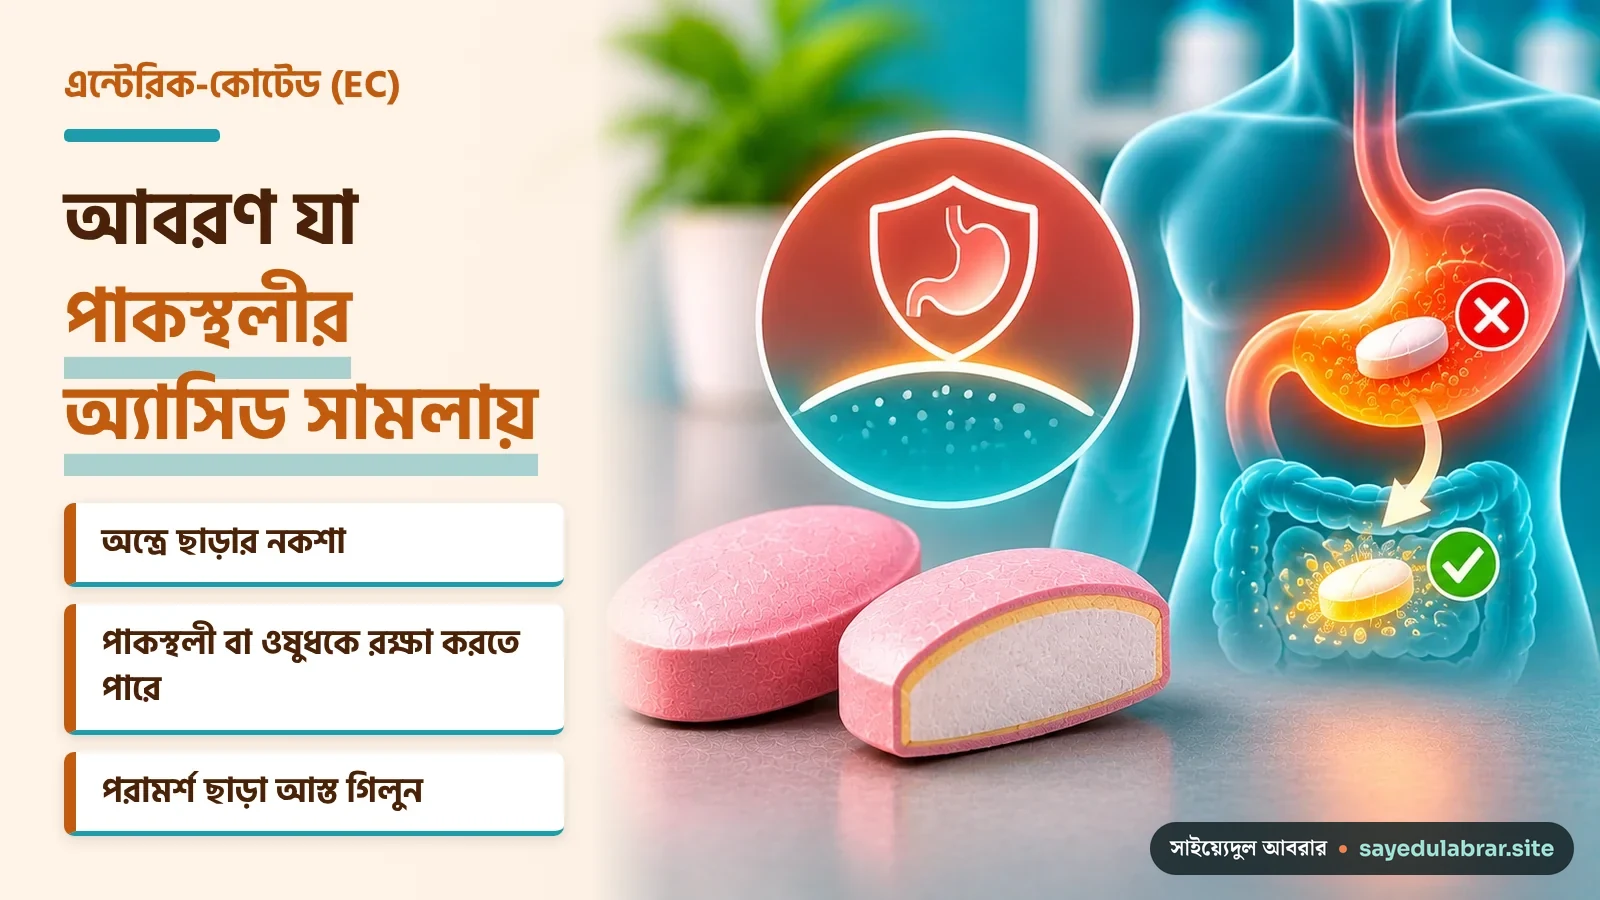 এন্টেরিক-কোটেড (EC)
আবরণ যা
পাকস্থলীর
অ্যাসিড সামলায়
অন্ত্রে ছাড়ার নকশা
পাকস্থলী বা ওষুধকে রক্ষা করতে
পারে
পরামর্শ ছাড়া আস্ত গিলুন
সাইয়্যেদুল আবরার • sayedulabrar.site